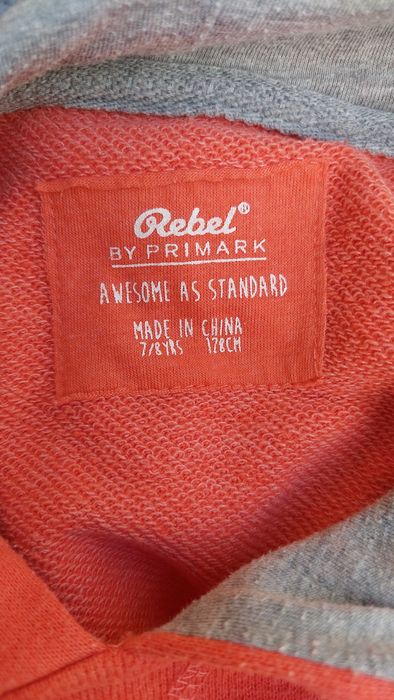 Rebel®
BY PRIMARK
AWESOME AS STANDARD
MADE IN CHINA
7/8YRS 128CM